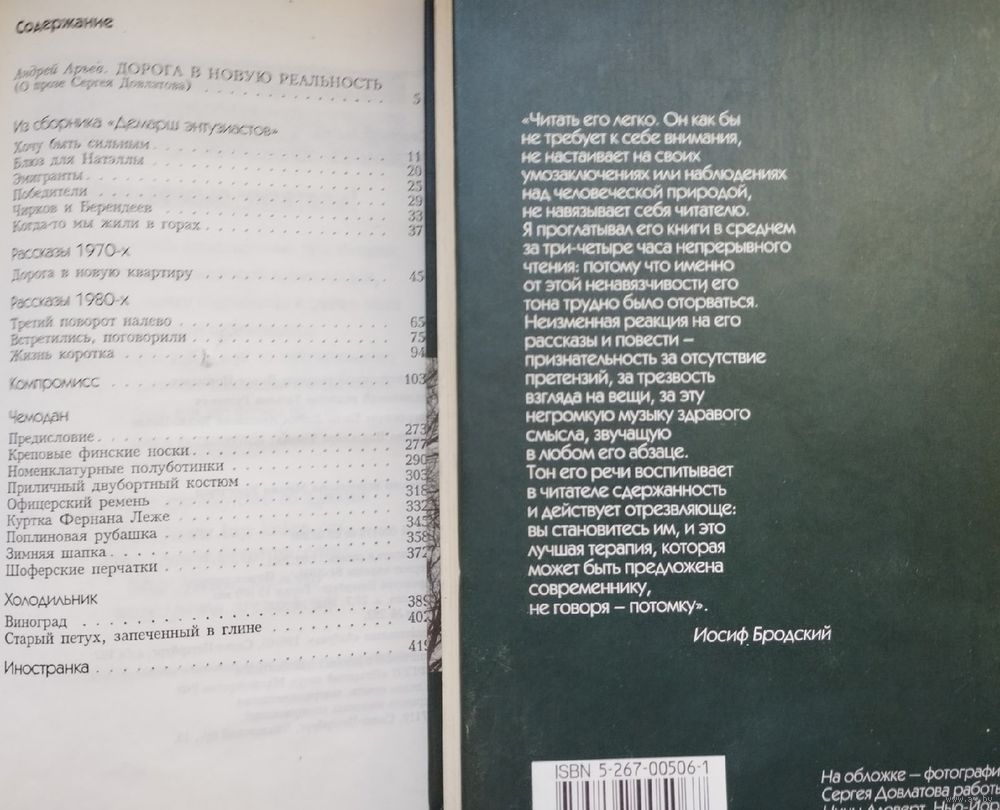 Содержание
Андрей Арьев. ДОРОГА В НОВУЮ РЕАЛЬНОСТЬ
(О прозе Сергея Довлатова) . . . . . . . . . . 5
Из сборника «Демарш энтузиастов»
Хочу быть сильным . . . . . . . . . . 11
Блюз для Натэллы . . . . . . . . . . 20
Эмигранты . . . . . . . . . . 25
Победители . . . . . . . . . . 29
Чирков и Берендеев . . . . . . . . . . 33
Когда-то мы жили в горах . . . . . . . . . . 37
Рассказы 1970-х
Дорога в новую квартиру . . . . . . . . . . 45
Рассказы 1980-х
Третий поворот налево . . . . . . . . . . 65
Встретились, поговорили . . . . . . . . . . 75
Жизнь коротка . . . . . . . . . . 94
Компромисс . . . . . . . . . . 103
Чемодан
Предисловие . . . . . . . . . . 273
Креповые финские носки . . . . . . . . . . 277
Номенклатурные полуботинки . . . . . . . . . . 290
Приличный двубортный костюм . . . . . . . . . . 303
Офицерский ремень . . . . . . . . . . 318
Куртка Фернана Леже . . . . . . . . . . 332
Поплиновая рубашка . . . . . . . . . . 345
Зимняя шапка . . . . . . . . . . 358
Шоферские перчатки . . . . . . . . . . 372
Холодильник
Виноград . . . . . . . . . . 389
Старый петух, запеченный в глине . . . . . . . . . . 402
Иностранка . . . . . . . . . . 419
«Читать его легко. Он как бы
не требует к себе внимания,
не настаивает на своих
умозаключениях или наблюдениях
над человеческой природой,
не навязывает себя читателю.
Я проглатывал его книги в среднем
за три-четыре часа непрерывного
чтения: потому что именно
от этой ненавязчивости его
тона трудно было оторваться.
Неизменная реакция на его
рассказы и повести –
признательность за отсутствие
претензий, за трезвость
взгляда на вещи, за эту
негромкую музыку здравого
смысла, звучащую
в любом его абзаце.
Тон его речи воспитывает
в читателе сдержанность
и действует отрезвляюще:
вы становитесь им, и это
лучшая терапия, которая
может быть предложена
современнику,
не говоря – потомку».
Иосиф Бродский
ISBN 5-267-00506-1
На обложке – фотографи
Сергея Довлатова работы
Нины Аловерт, Нью-Йо